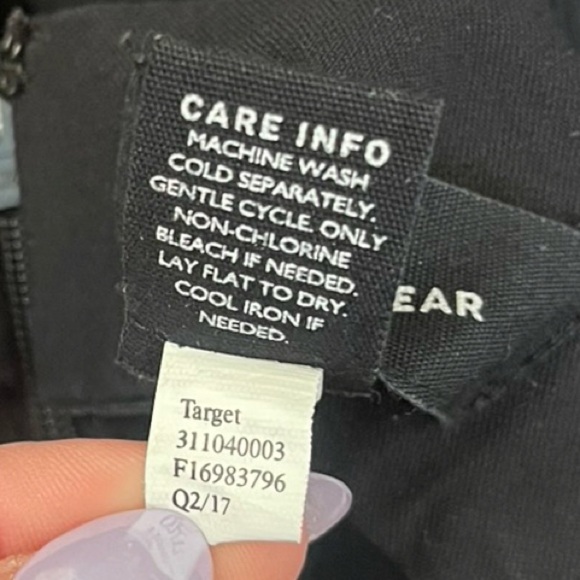 CARE INFO
MACHINE WASH
COLD SEPARATELY.
GENTLE CYCLE. ONLY
NON-CHLORINE
BLEACH IF NEEDED.
LAY FLAT TO DRY.
COOL IRON IF
NEEDED.
EAR
Target
311040003
F16983796
Q2/17